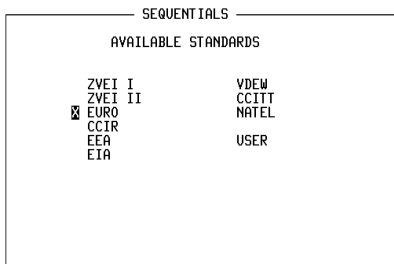 SEQUENTIALS
AVAILABLE STANDARDS
ZVEI I VDEW
ZVEI II CCITT
X EURO NATEL
CCIR
EEA USER
EIA